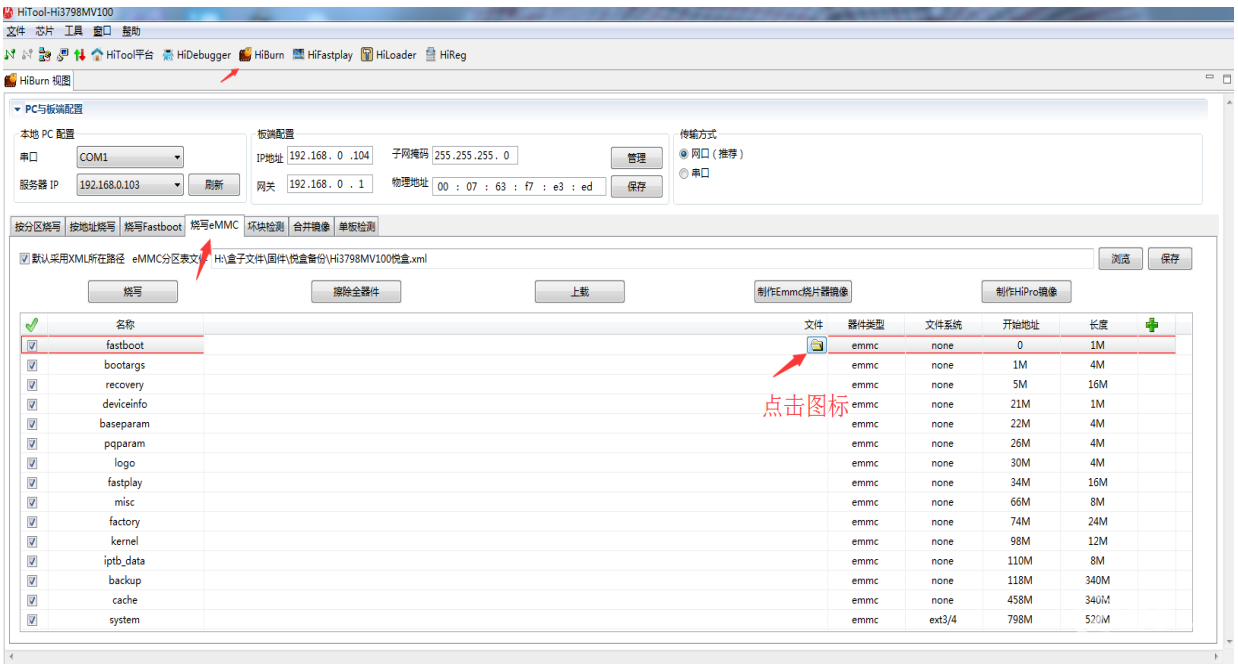 HiTool-Hi3798MV100
文件 芯片 工具 窗口 帮助
HiTool平台 HiDebugger HiBurn HiFastplay HiLoader HiReg
HiBurn 视图
PC与板端配置
本地 PC 配置 板端配置 传输方式
串口 COM1 IP地址 192.168. 0 .104 子网掩码 255.255.255. 0 管理 网口 ( 推荐 )
服务器 IP 192.168.0.103 刷新 网关 192.168. 0 . 1 物理地址 00 : 07 : 63 : f7 : e3 : ed 保存 串口
按分区烧写 按地址烧写 烧写Fastboot 烧写eMMC 坏块检测 合并镜像 单板检测
默认采用XML所在路径 eMMC分区表文件 H:\盒子文件\固件\悦盒备份\Hi3798MV100悦盒.xml 浏览 保存
烧写 擦除全器件 上载 制作Emmc烧片器镜像 制作HiPro镜像
名称 文件 器件类型 文件系统 开始地址 长度
fastboot emmc none 0 1M
bootargs emmc none 1M 4M
recovery emmc none 5M 16M
点击图标
deviceinfo emmc none 21M 1M
baseparam emmc none 22M 4M
pqparam emmc none 26M 4M
logo emmc none 30M 4M
fastplay emmc none 34M 16M
misc emmc none 66M 8M
factory emmc none 74M 24M
kernel emmc none 98M 12M
iptb_data emmc none 110M 8M
backup emmc none 118M 340M
cache emmc none 458M 340M
system emmc ext3/4 798M 520M